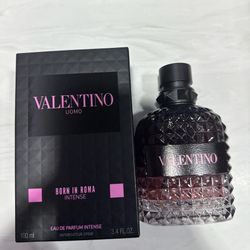 VALENTINO
UOMO
BORN IN ROMA
INTENSE
EAU DE PARFUM INTENSE
100 ml
3.4 FL.OZ.
VALENTINO